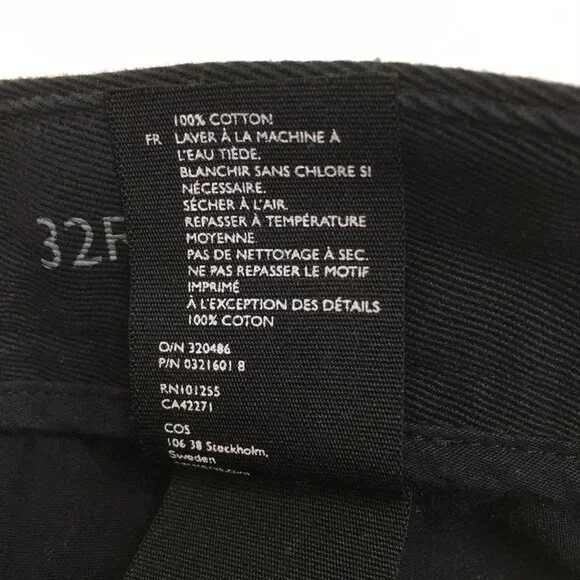 100% COTTON
FR LAVER À LA MACHINE À
L'EAU TIÈDE.
BLANCHIR SANS CHLORE SI
NÉCESSAIRE.
SÉCHER À L'AIR.
REPASSER À TEMPÉRATURE
MOYENNE.
PAS DE NETTOYAGE À SEC.
NE PAS REPASSER LE MOTIF
IMPRIMÉ
À L'EXCEPTION DES DÉTAILS
100% COTON
O/N 320486
P/N 0321601 8
RN101255
CA42271
COS
106 38 Stockholm,
Sweden
32R